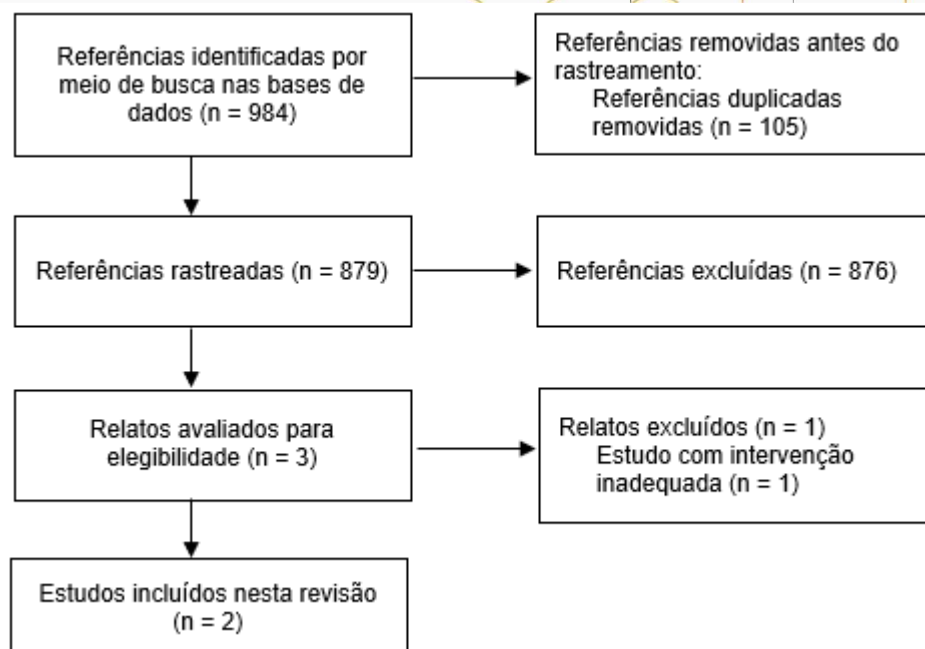 Referências identificadas por
meio de busca nas bases de
dados (n = 984)
Referências removidas antes do
rastreamento:
Referências duplicadas
removidas (n = 105)
Referências rastreadas (n = 879)
Referências excluídas (n = 876)
Relatos avaliados para
elegibilidade (n = 3)
Relatos excluídos (n = 1)
Estudo com intervenção
inadequada (n = 1)
Estudos incluídos nesta revisão
(n = 2)